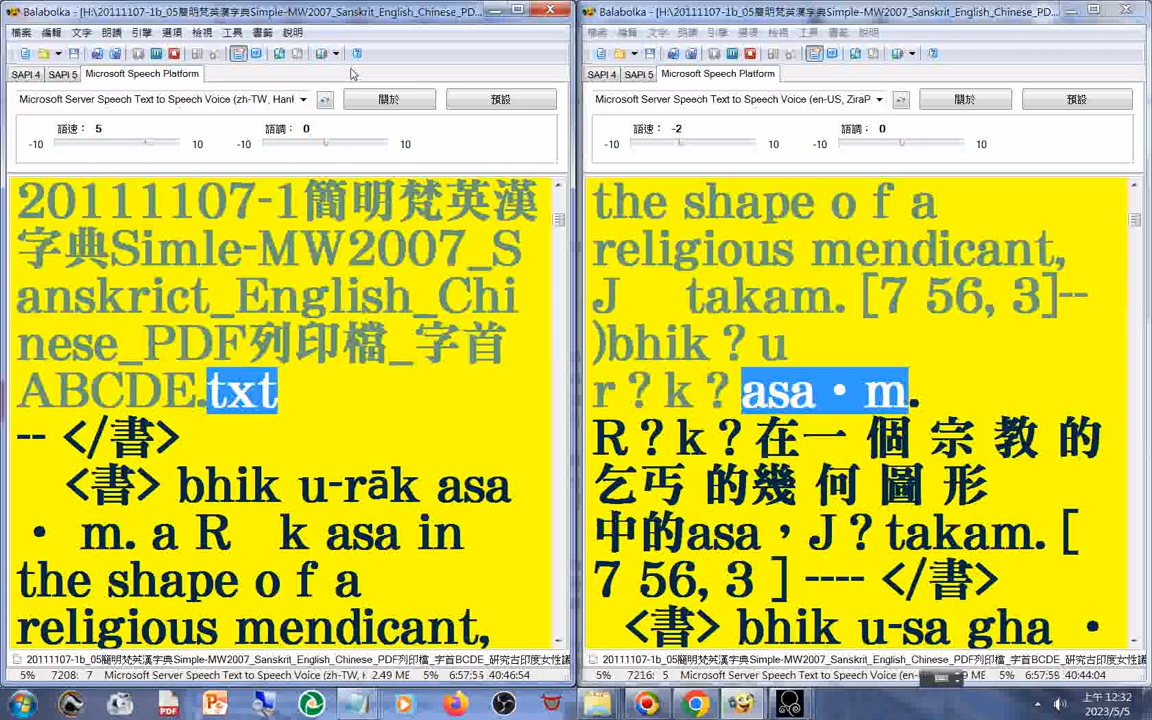 Balabolka - [H:\20111107-1b_05簡明梵英漢字典Simple-MW2007_Sanskrit_English_Chinese_PD...
檔案 編輯 文字 朗讀 引擎 選項 檢視 工具 書籤 說明
SAPI 4 SAPI 5 Microsoft Speech Platform
Microsoft Server Speech Text to Speech Voice (zh-TW, HanH
關於 預設
語速： 5 語調： 0
-10 10 -10 10
20111107-1簡明梵英漢
字典Simle-MW2007_S
anskrict_English_Chi
nese_PDF列印檔_字首
ABCDE.txt
-- </書>
<書> bhik u-rāk asa
• m. a R k asa in
the shape o f a
religious mendicant,
20111107-1b_05簡明梵英漢字典Simple-MW2007_Sanskrit_English_Chinese_PDF列印檔_字首BCDE_研究古印度女性議
5% 7208: 7 Microsoft Server Speech Text to Speech Voice (zh-TW, H 2.49 MB 5% 6:57:55 40:46:54
Balabolka - [H:\20111107-1b_05簡明梵英漢字典Simple-MW2007_Sanskrit_English_Chinese_PD...
檔案 編輯 文字 朗讀 引擎 選項 檢視 工具 書籤 說明
SAPI 4 SAPI 5 Microsoft Speech Platform
Microsoft Server Speech Text to Speech Voice (en-US, ZiraP
關於 預設
語速： -2 語調： 0
-10 10 -10 10
the shape o f a
religious mendicant,
J takam. [7 56, 3]--
)bhik？u
r？k？asa•m.
R？k？在一 個 宗 教 的
乞丐 的幾 何 圖 形
中的asa，J？takam. [
7 56, 3 ] ---- </書>
<書> bhik u-sa gha •
20111107-1b_05簡明梵英漢字典Simple-MW2007_Sanskrit_English_Chinese_PDF列印檔_字首BCDE_研究古印度女性議
5% 7216: 5 Microsoft Server Speech Text to Speech Voice (en-us 9 MB 5% 6:57:58 40:44:04
上午 12:32
2023/5/5